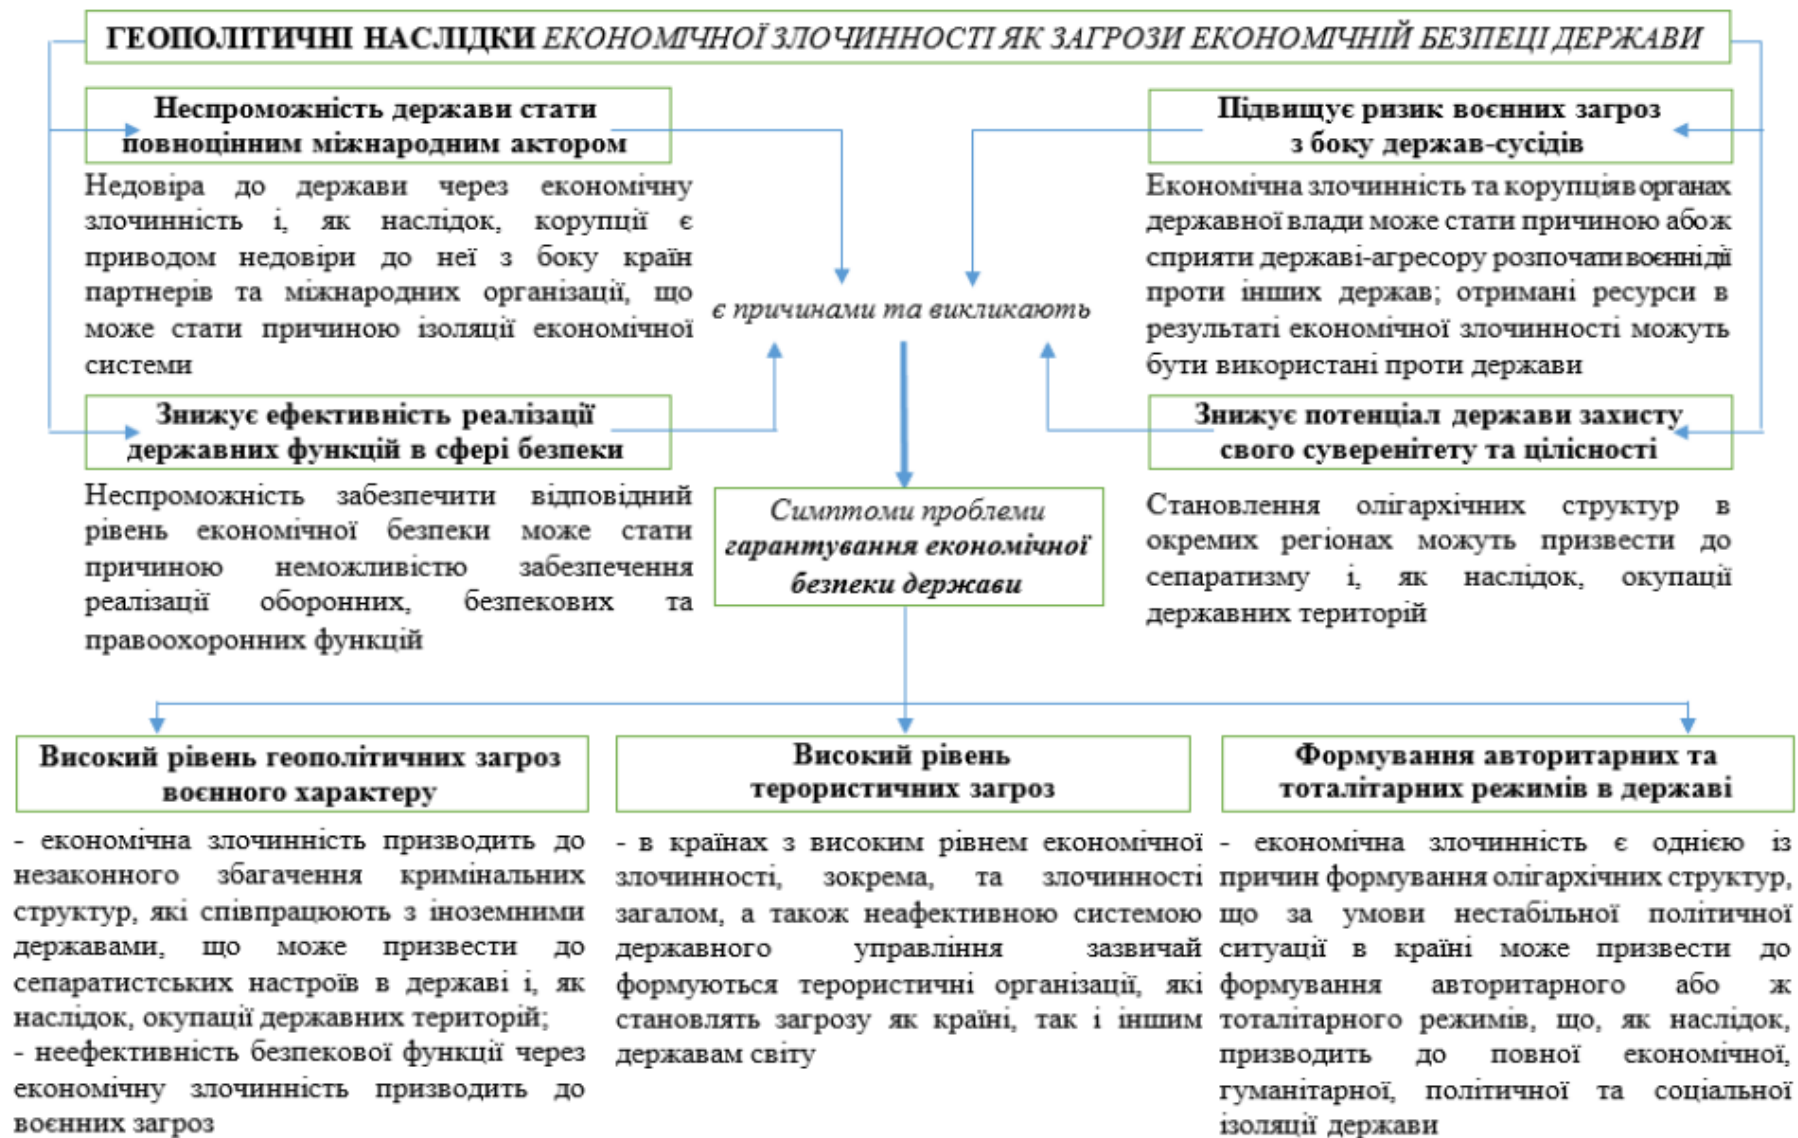 ГЕОПОЛІТИЧНІ НАСЛІДКИ ЕКОНОМІЧНОЇ ЗЛОЧИННОСТІ ЯК ЗАГРОЗИ ЕКОНОМІЧНІЙ БЕЗПЕЦІ ДЕРЖАВИ
Неспроможність держави стати
повноцінним міжнародним актором
Недовіра до держави через економічну
злочинність і, як наслідок, корупції є
приводом недовіри до неї з боку країн
партнерів та міжнародних організації, що
може стати причиною ізоляції економічної
системи
Підвищує ризик воєнних загроз
з боку держав-сусідів
Економічна злочинність та корупція в органах
державної влади може стати причиною або ж
сприяти державі-агресору розпочати воєнні дії
проти інших держав; отримані ресурси в
результаті економічної злочинності можуть
бути використані проти держави
є причинами та викликають
Знижує ефективність реалізації
державних функцій в сфері безпеки
Неспроможність забезпечити відповідний
рівень економічної безпеки може стати
причиною неможливістю забезпечення
реалізації оборонних, безпекових та
правоохоронних функцій
Знижує потенціал держави захисту
свого суверенітету та цілісності
Становлення олігархічних структур в
окремих регіонах можуть призвести до
сепаратизму і, як наслідок, окупації
державних територій
Симптоми проблеми
гарантування економічної
безпеки держави
Високий рівень геополітичних загроз
воєнного характеру
- економічна злочинність призводить до
незаконного збагачення кримінальних
структур, які співпрацюють з іноземними
державами, що може призвести до
сепаратистських настроїв в державі і, як
наслідок, окупації державних територій;
- неефективність безпекової функції через
економічну злочинність призводить до
воєнних загроз
Високий рівень
терористичних загроз
- в країнах з високим рівнем економічної
злочинності, зокрема, та злочинності
загалом, а також неафективною системою
державного управління зазвичай
формуються терористичні організації, які
становлять загрозу як країні, так і іншим
державам світу
Формування авторитарних та
тоталітарних режимів в державі
- економічна злочинність є однією із
причин формування олігархічних структур,
що за умови нестабільної політичної
ситуації в країні може призвести до
формування авторитарного або ж
тоталітарного режимів, що, як наслідок,
призводить до повної економічної,
гуманітарної, політичної та соціальної
ізоляції держави